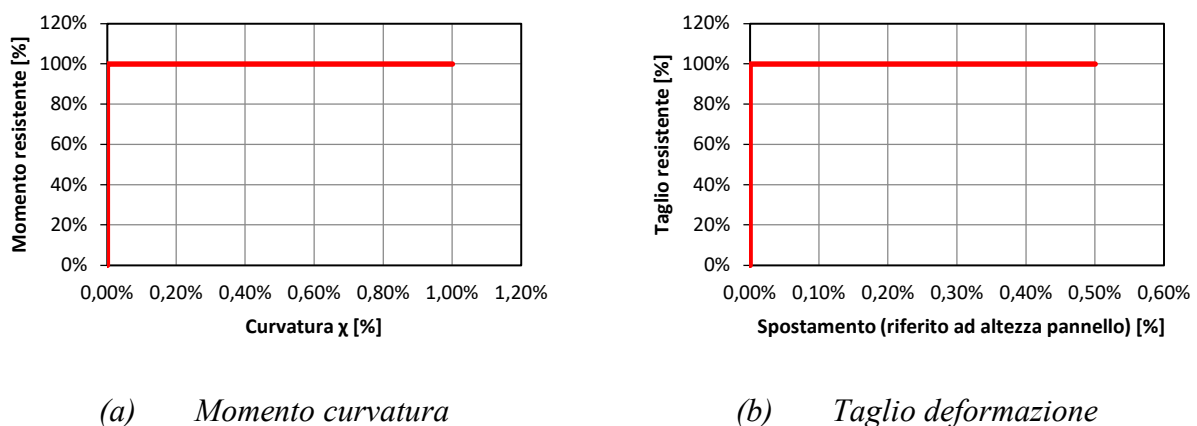 120%
100%
80%
60%
40%
20%
0%
Momento resistente [%]
0,00% 0,20% 0,40% 0,60% 0,80% 1,00% 1,20%
Curvatura χ [%]
120%
100%
80%
60%
40%
20%
0%
Taglio resistente [%]
0,00% 0,10% 0,20% 0,30% 0,40% 0,50% 0,60%
Spostamento (riferito ad altezza pannello) [%]
(a) Momento curvatura
(b) Taglio deformazione